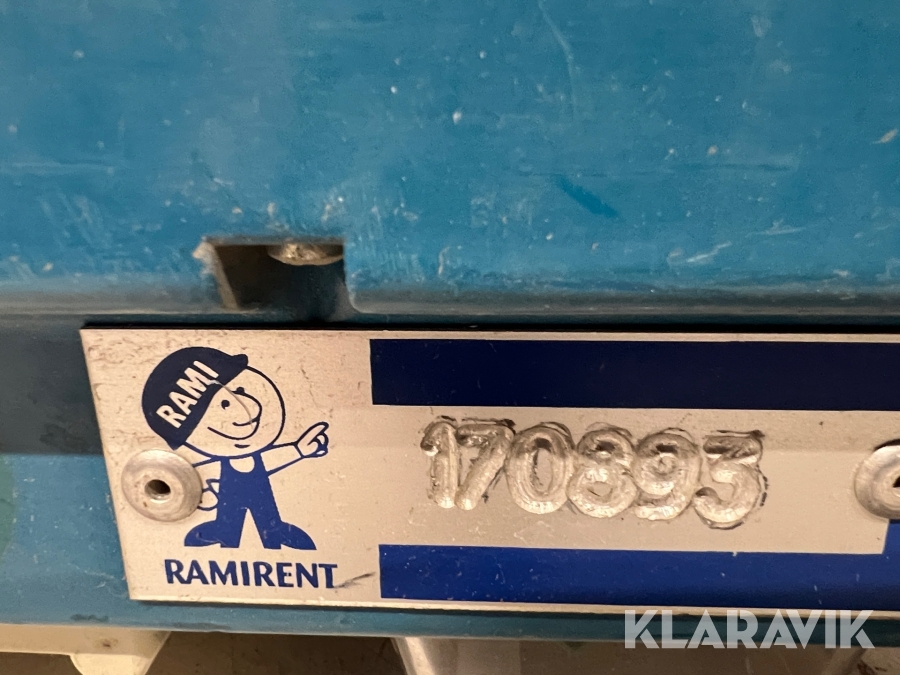 RAMI
170893
RAMIRENT
KLARAVIK